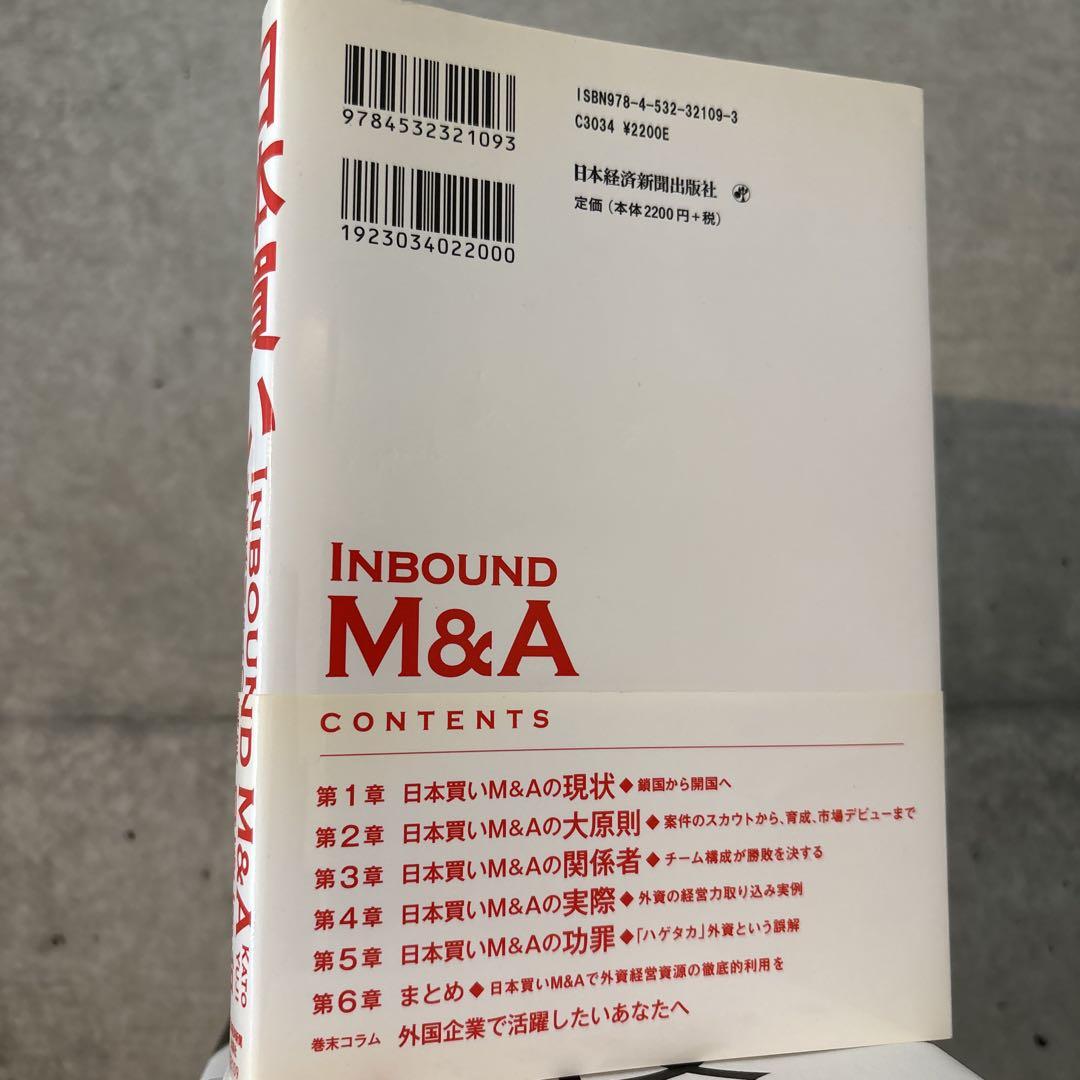 9784532321093
1923034022000
ISBN978-4-532-32109-3
C3034 ¥2200E
日本経済新聞出版社
定価（本体2200円+税）
INBOUND
M&A
CONTENTS
第1章 日本買いM&Aの現状◆鎖国から開国へ
第2章 日本買いM&Aの大原則◆案件のスカウトから、育成、市場デビューまで
第3章 日本買いM&Aの関係者◆チーム構成が勝敗を決する
第4章 日本買いM&Aの実際◆外資の経営力取り込み実例
第5章 日本買いM&Aの功罪◆「ハゲタカ」外資という誤解
第6章 まとめ◆日本買いM&Aで外資経営資源の徹底的利用を
巻末コラム 外国企業で活躍したいあなたへ
INBOUND M&A
KATO
YUJI